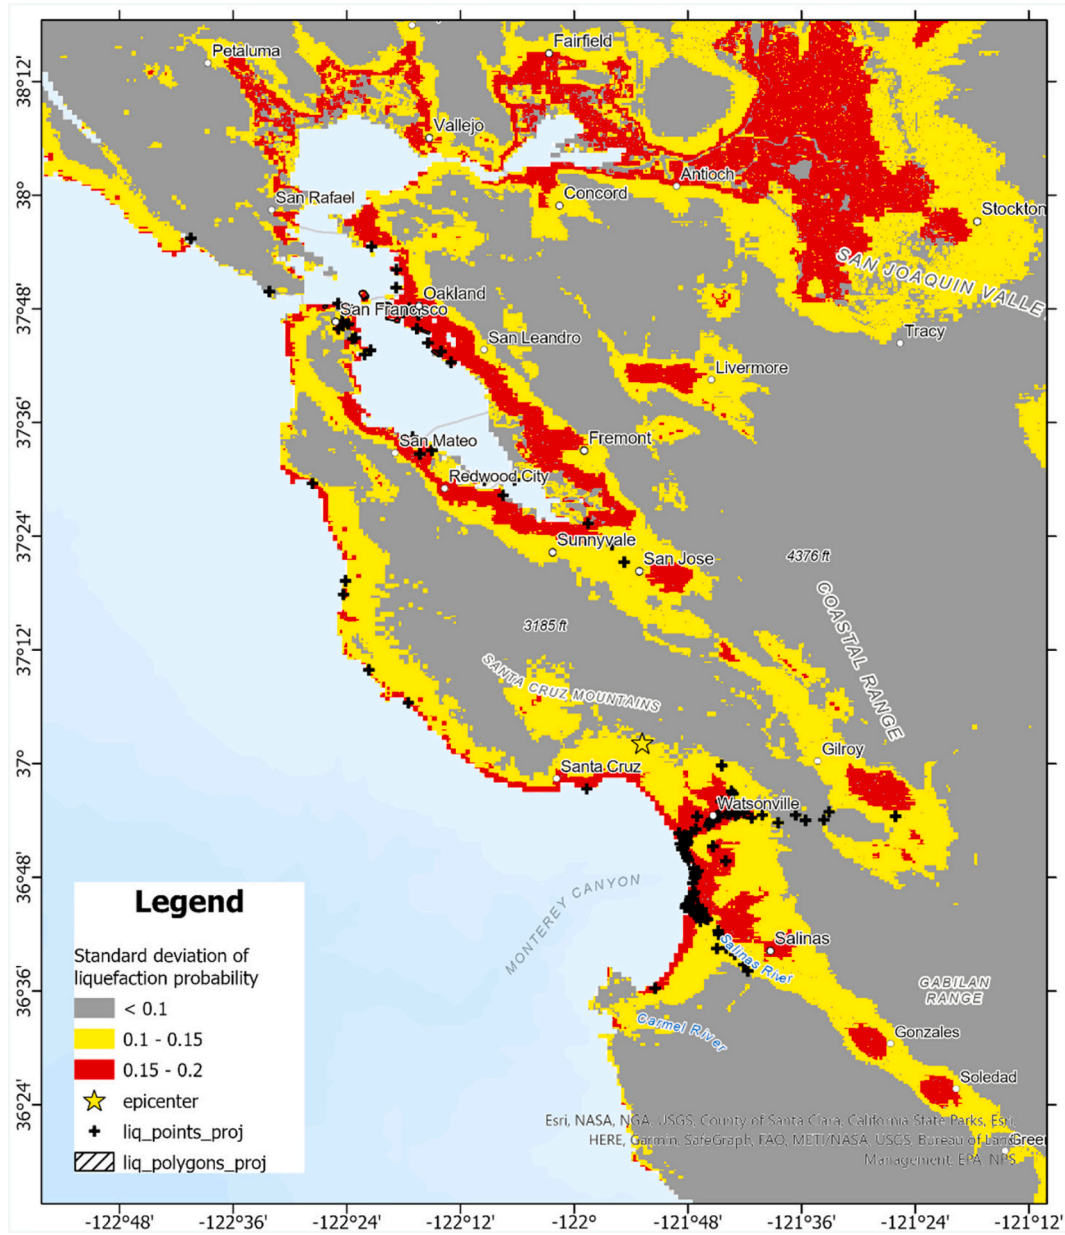 Petaluma
Fairfield
38°12'
Vallejo
Antioch
38°
Concord
San Rafael
Stockton
SAN JOAQUIN VALLE
37°48'
Oakland
San Francisco
Tracy
San Leandro
Livermore
37°36'
San Mateo
Fremont
Redwood City
37°24'
Sunnyvale
San Jose
4376 ft
COASTAL RANGE
37°12'
3185 ft
SANTA CRUZ MOUNTAINS
37°
Gilroy
Santa Cruz
Watsonville
36°48'
MONTEREY CANYON
Salinas
Salinas River
36°36'
GABILAN
RANGE
Carmel River
Gonzales
36°24'
Soledad
Green
Legend
Standard deviation of
liquefaction probability
< 0.1
0.1 - 0.15
0.15 - 0.2
epicenter
liq_points_proj
liq_polygons_proj
Esri, NASA, NGA, USGS, County of Santa Clara, California State Parks, Esri,
HERE, Garmin, SafeGraph, FAO, METI/NASA, USGS, Bureau of Land
Management, EPA, NPS
-122°48' -122°36' -122°24' -122°12' -122° -121°48' -121°36' -121°24' -121°12'